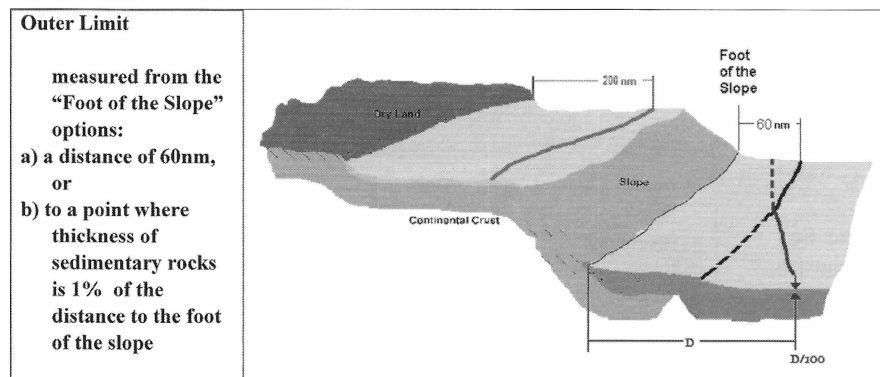 Outer Limit
measured from the
“Foot of the Slope”
options:
a) a distance of 60nm,
or
b) to a point where
thickness of
sedimentary rocks
is 1% of the
distance to the foot
of the slope
Foot
of the
Slope
200 nm
60 nm
Dry Land
Slope
Continental Crust
D
D/100